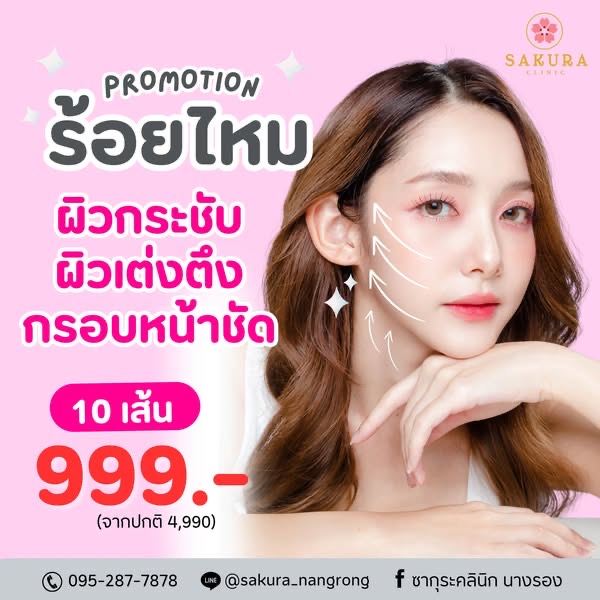 SAKURA
CLINIC
PROMOTION
ร้อยไหม
ผิวกระชับ
ผิวเต่งตึง
กรอบหน้าชัด
10 เส้น
999.-
(จากปกติ 4,990)
095-287-7878 LINE @sakura_nangrong f ซากุระคลินิก นางรอง